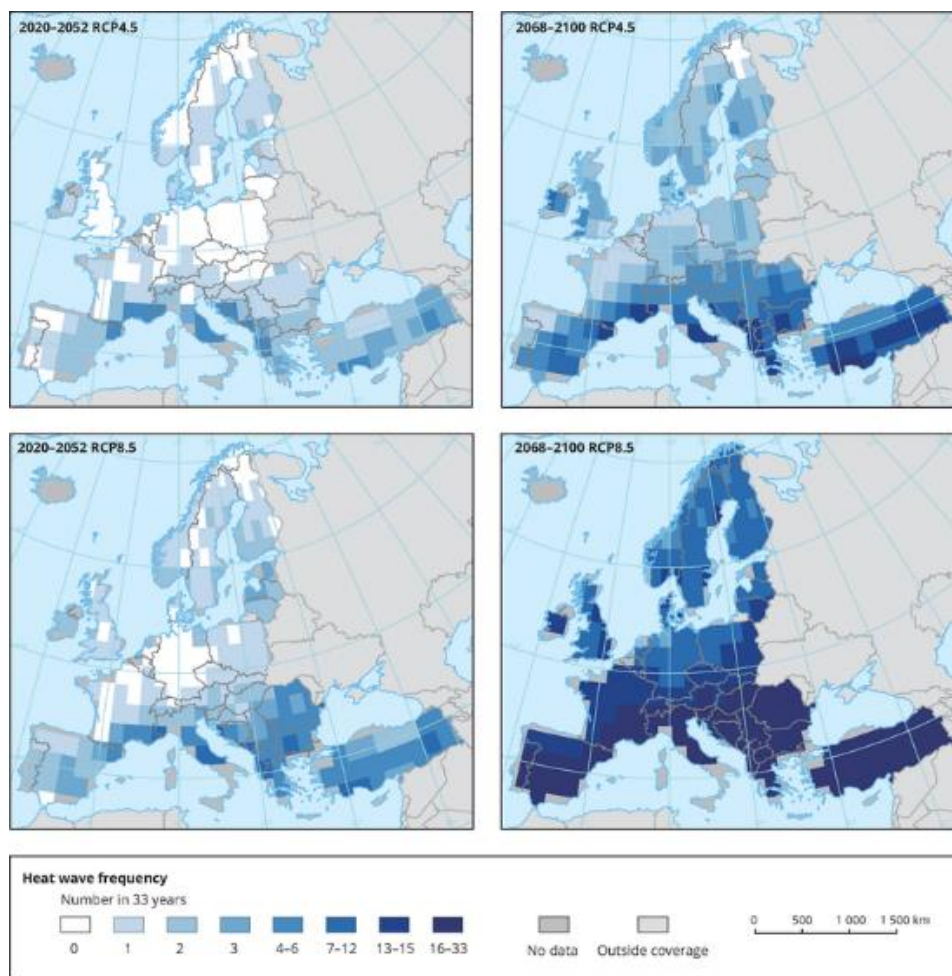 2020–2052 RCP4.5
2068–2100 RCP4.5
2020–2052 RCP8.5
2068–2100 RCP8.5
Heat wave frequency
Number in 33 years
0 1 2 3 4–6 7–12 13–15 16–33
No data Outside coverage
0 500 1 000 1 500 km